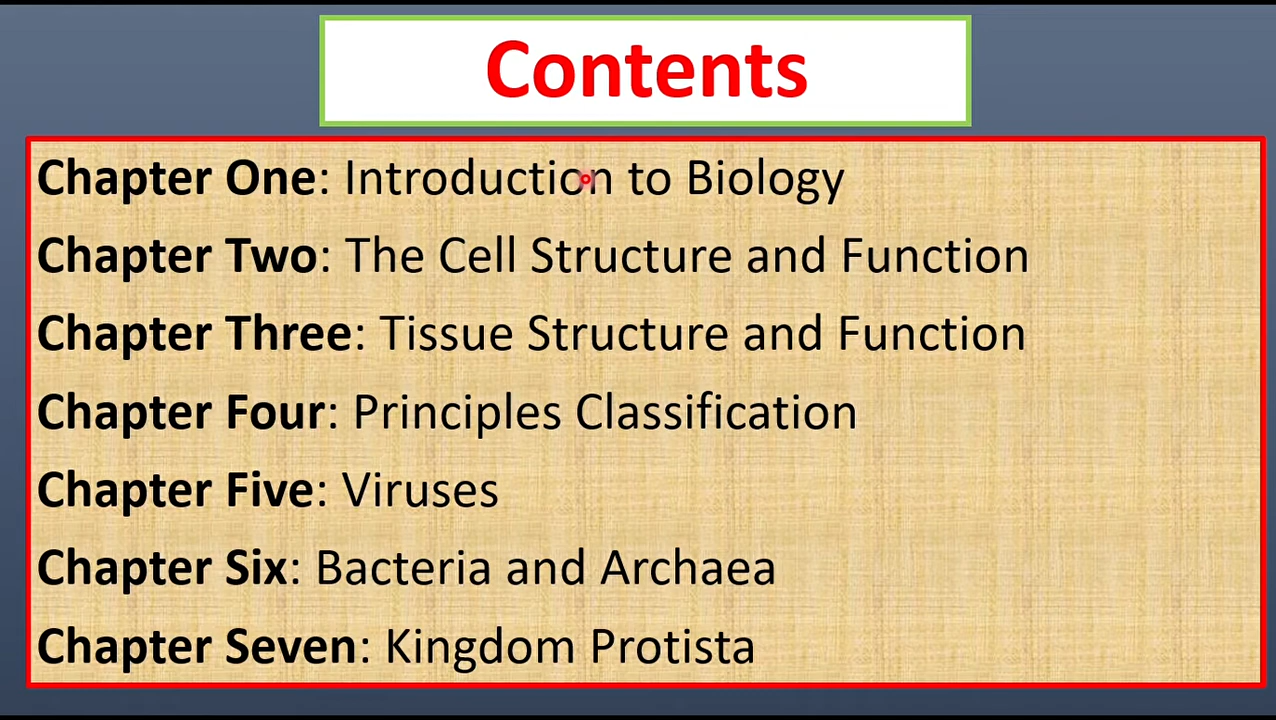 Contents
Chapter One: Introduction to Biology
Chapter Two: The Cell Structure and Function
Chapter Three: Tissue Structure and Function
Chapter Four: Principles Classification
Chapter Five: Viruses
Chapter Six: Bacteria and Archaea
Chapter Seven: Kingdom Protista